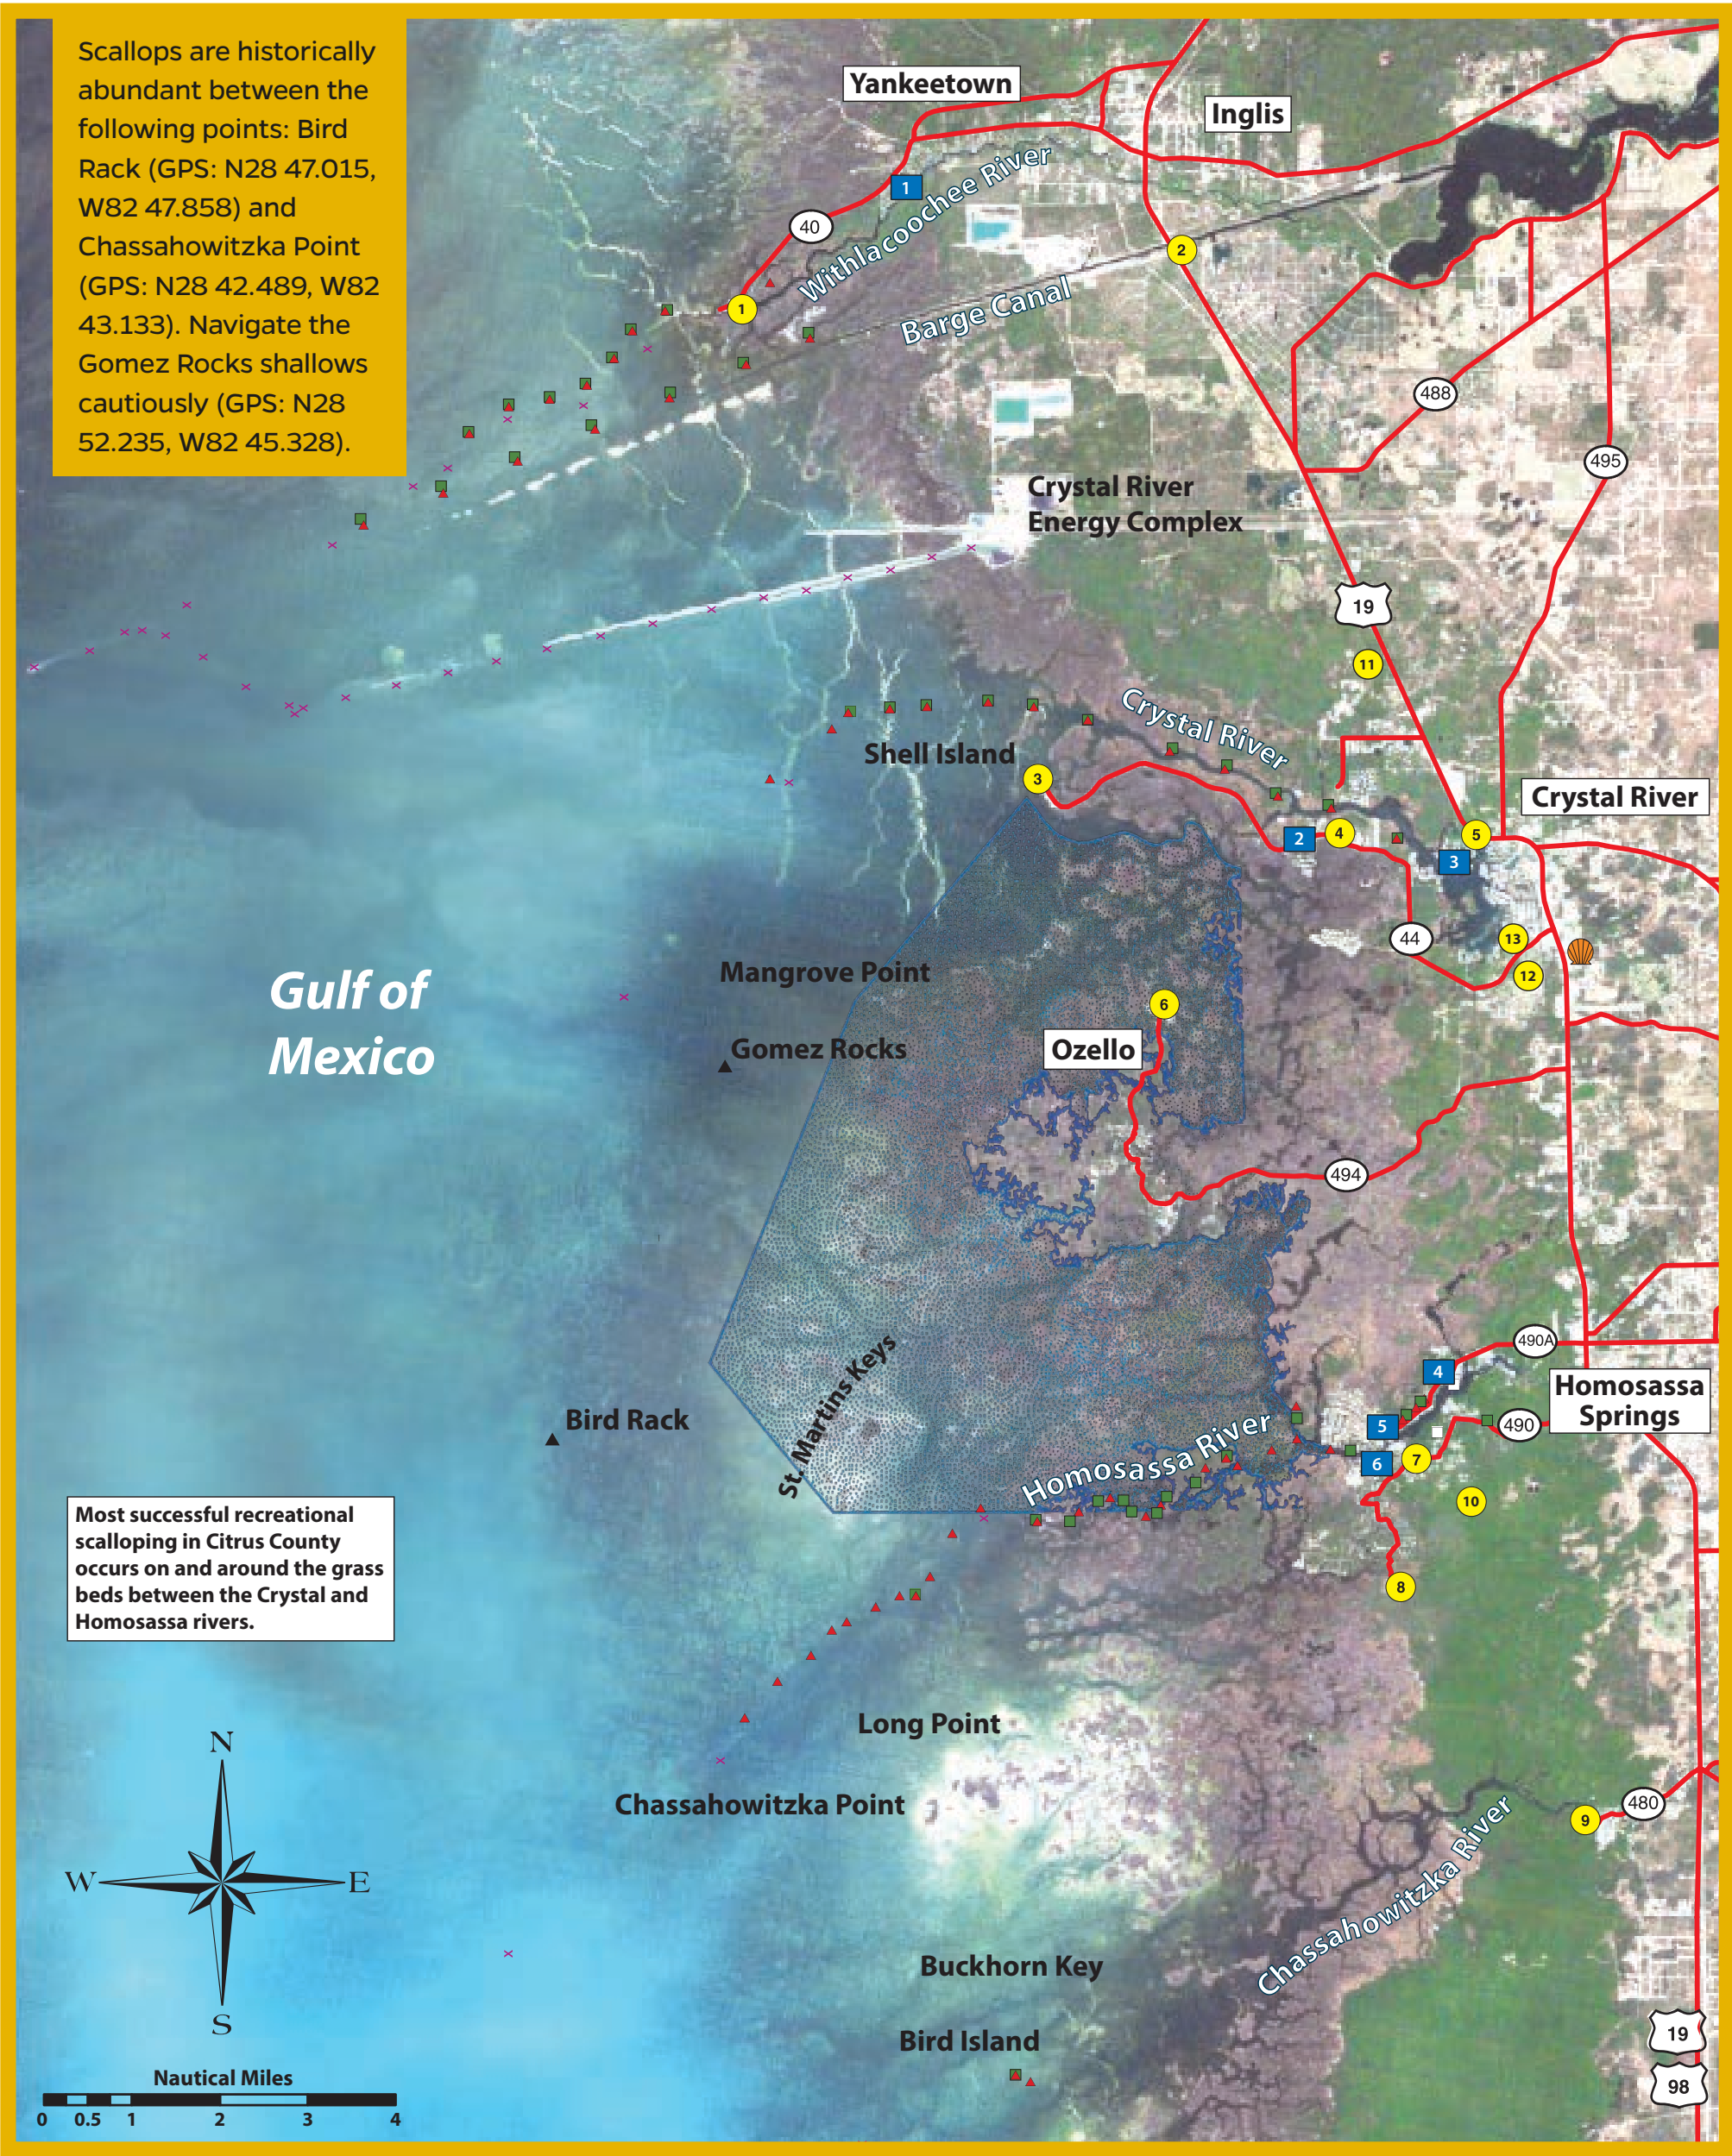 Scallops are historically
abundant between the
following points: Bird
Rack (GPS: N28 47.015,
W82 47.858) and
Chassahowitzka Point
(GPS: N28 42.489, W82
43.133). Navigate the
Gomez Rocks shallows
cautiously (GPS: N28
52.235, W82 45.328).
Yankeetown
Inglis
1
40
Withlacoochee River
2
1
Barge Canal
488
495
Crystal River
Energy Complex
19
11
Crystal River
Shell Island
3
Crystal River
2
4
5
3
44
13
12
Mangrove Point
Gulf of
Mexico
6
Gomez Rocks
Ozello
494
490A
4
Homosassa
Springs
St. Martins Keys
Bird Rack
5
490
Homosassa River
6
7
10
Most successful recreational
scalloping in Citrus County
occurs on and around the grass
beds between the Crystal and
Homosassa rivers.
8
Long Point
N
Chassahowitzka Point
480
9
W
E
Chassahowitzka River
Buckhorn Key
S
Bird Island
19
98
Nautical Miles
0 0.5 1 2 3 4